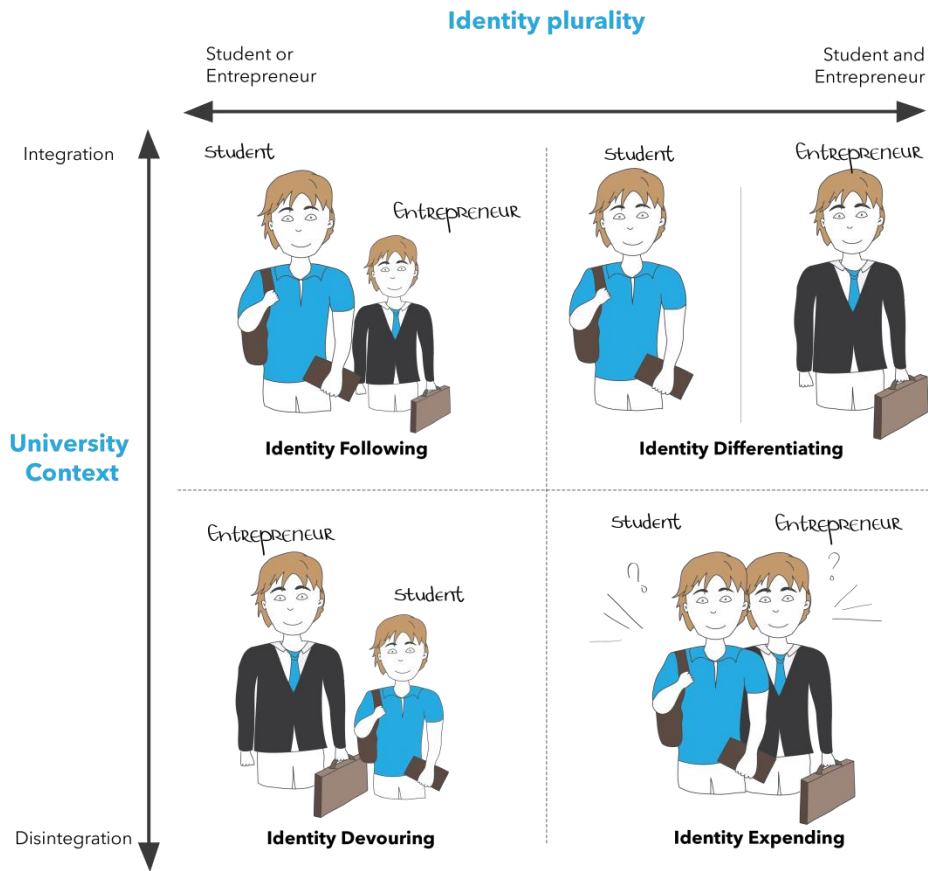 Identity plurality
Student or
Entrepreneur
Student and
Entrepreneur
Integration
Student
Entrepreneur
Student
Entrepreneur
Identity Following
Identity Differentiating
University
Context
Entrepreneur
Student
Student
Entrepreneur
?
?
Disintegration
Identity Devouring
Identity Expending